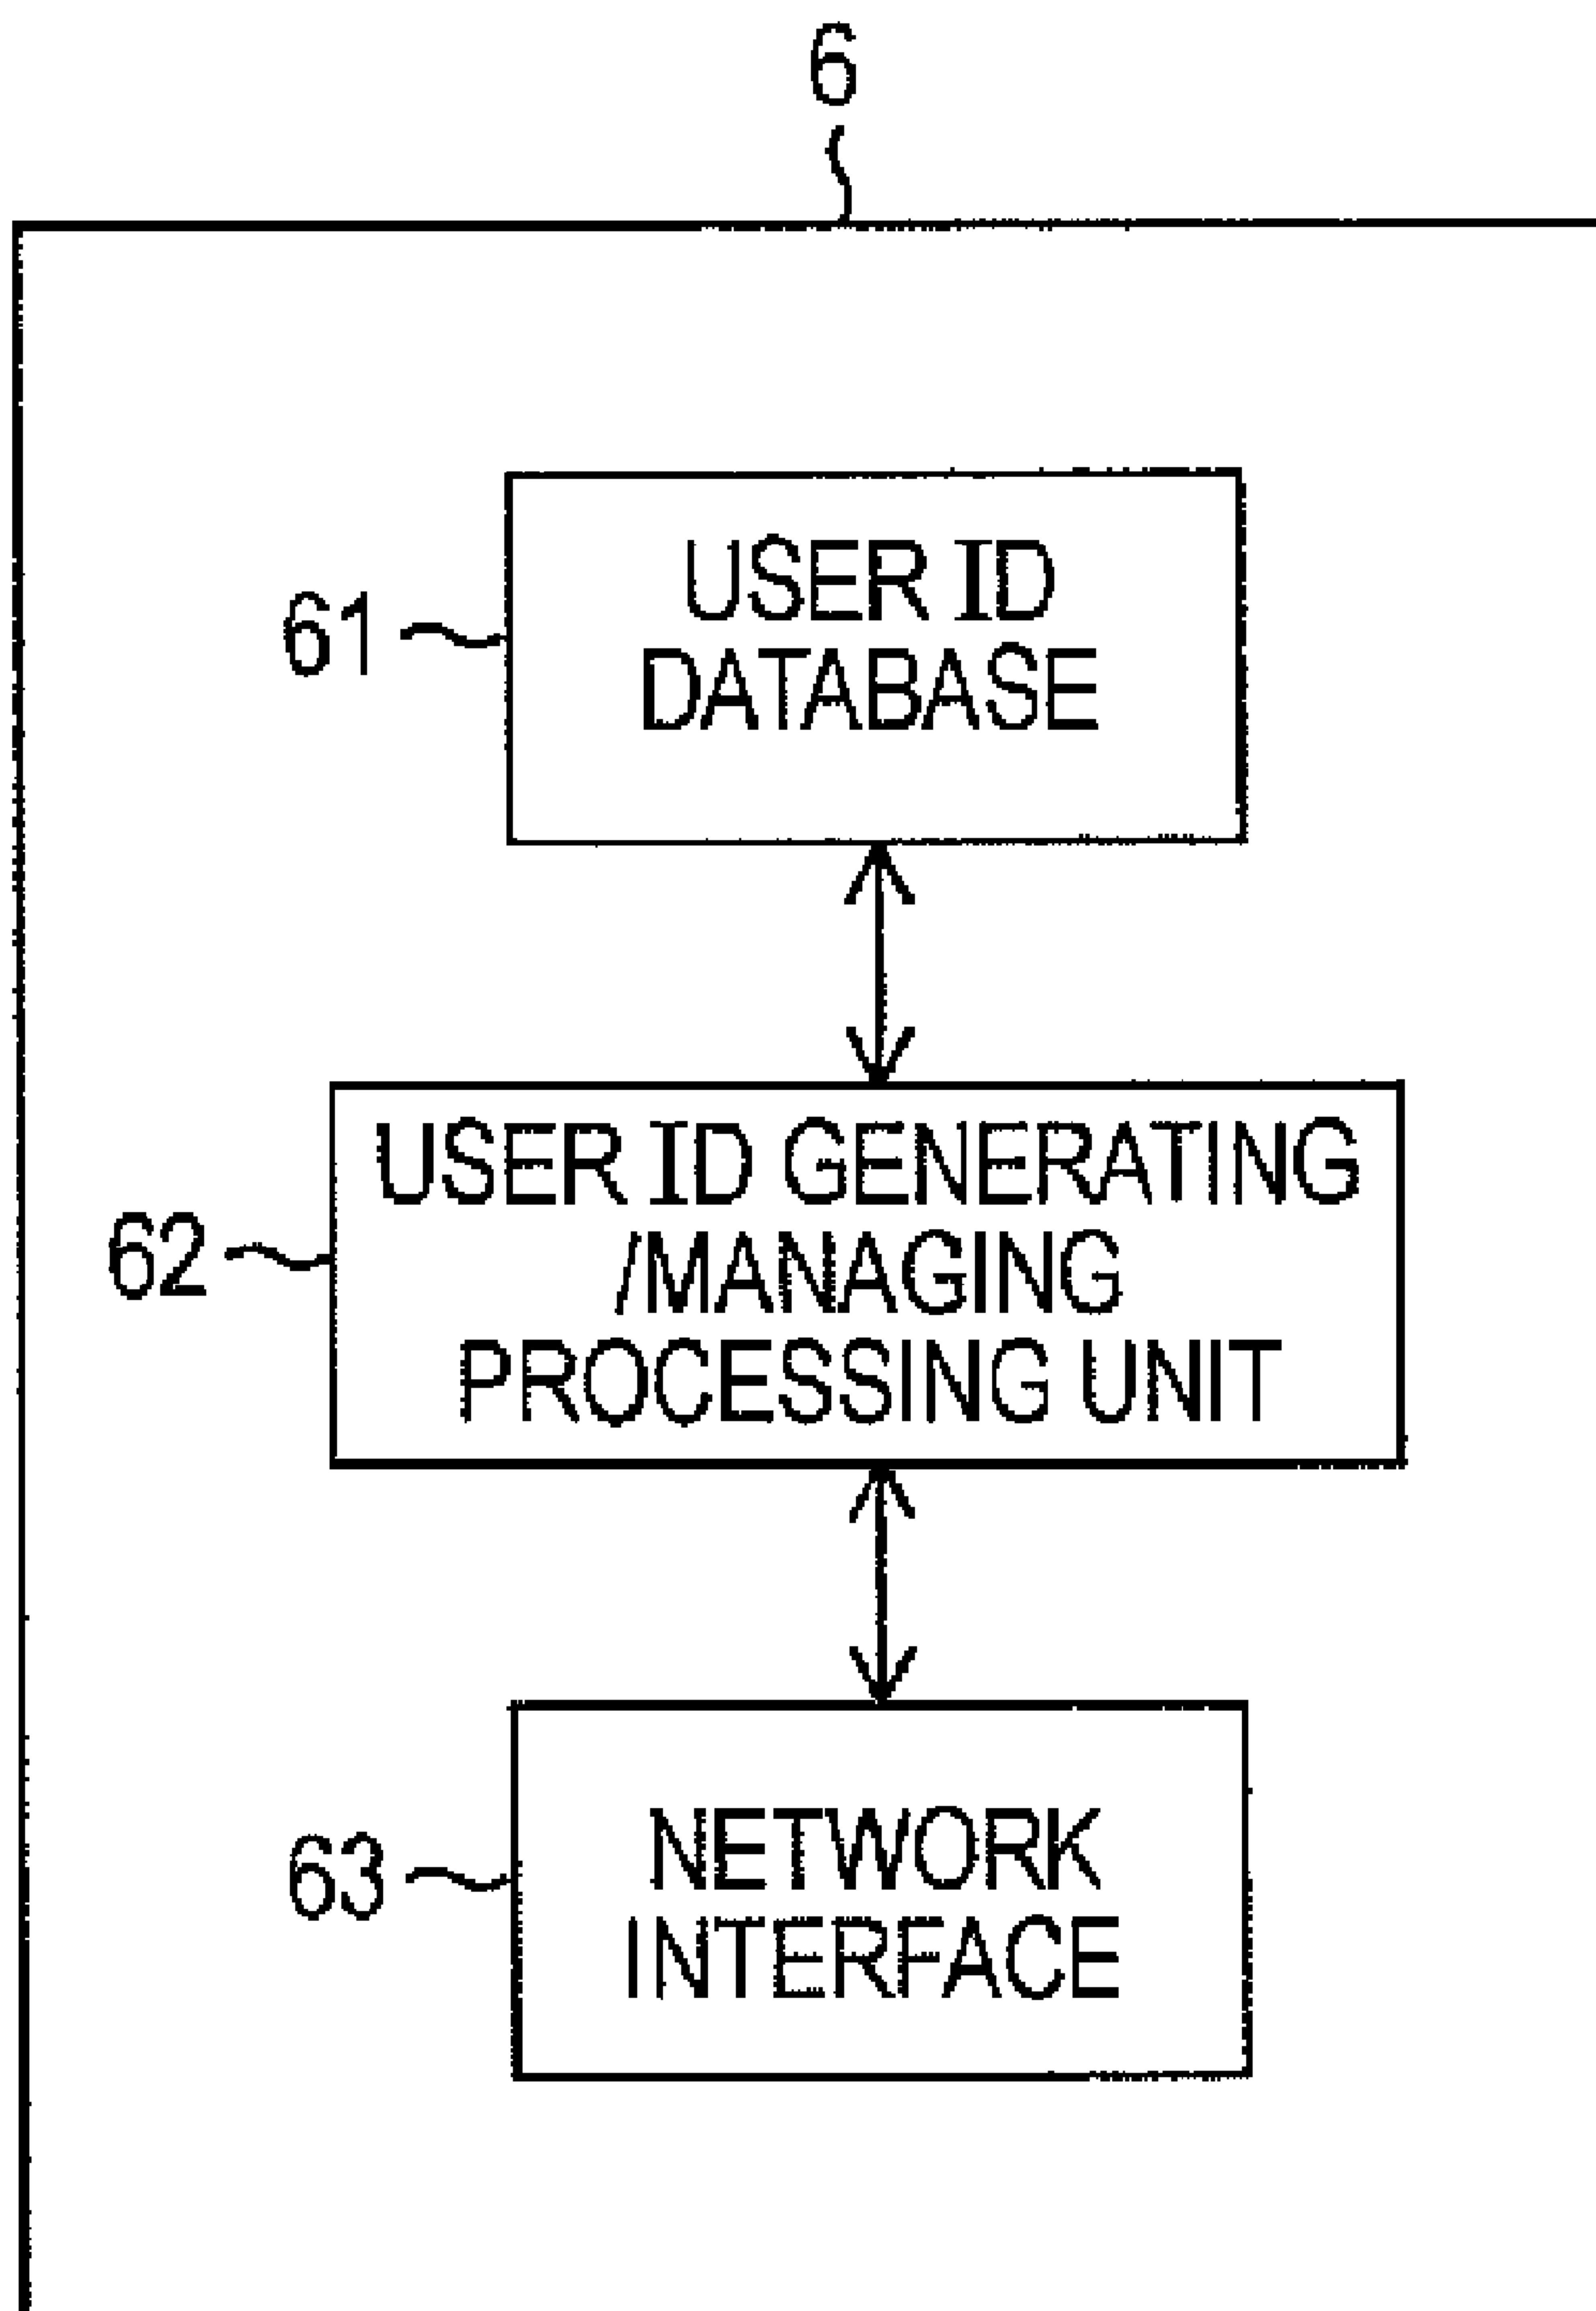 6
61
USER ID
DATABASE
62
USER ID GENERATING
/MANAGING
PROCESSING UNIT
63
NETWORK
INTERFACE